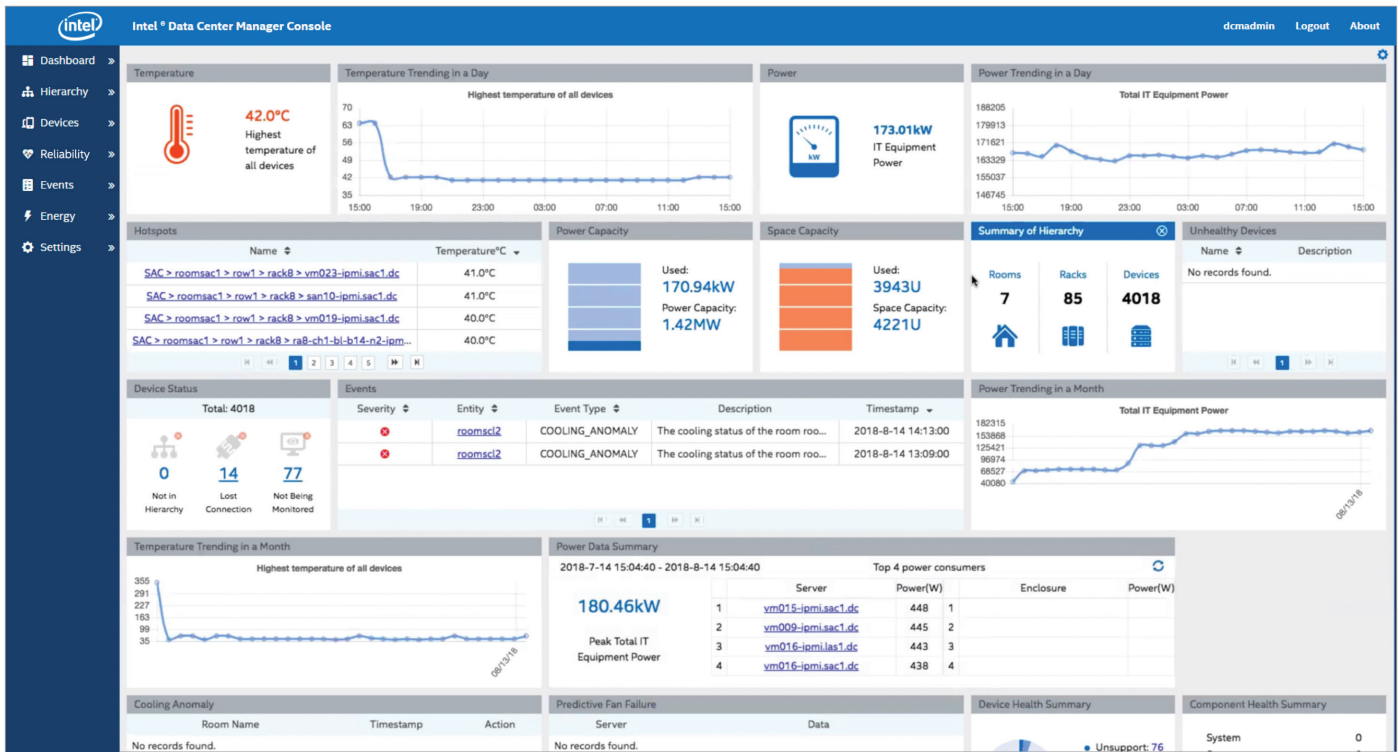 intel
Intel ® Data Center Manager Console
dcmadmin Logout About
Dashboard »
Hierarchy »
Devices »
Reliability »
Events »
Energy »
Settings »
Temperature
42.0°C
Highest
temperature of
all devices
Temperature Trending in a Day
Highest temperature of all devices
70
63
56
49
42
35
15:00 19:00 23:00 03:00 07:00 11:00 15:00
Power
kW
173.01kW
IT Equipment
Power
Power Trending in a Day
Total IT Equipment Power
188205
179913
171621
163329
155037
146745
15:00 19:00 23:00 03:00 07:00 11:00 15:00
Hotspots
Name Temperature°C
SAC > roomsac1 > row1 > rack8 > vm023-ipmi.sac1.dc 41.0°C
SAC > roomsac1 > row1 > rack8 > san10-ipmi.sac1.dc 41.0°C
SAC > roomsac1 > row1 > rack8 > vm019-ipmi.sac1.dc 40.0°C
SAC > roomsac1 > row1 > rack8 > ra8-ch1-bl-b14-n2-ipm... 40.0°C
1 2 3 4 5
Power Capacity
Used:
170.94kW
Power Capacity:
1.42MW
Space Capacity
Used:
3943U
Space Capacity:
4221U
Summary of Hierarchy
Rooms Racks Devices
7 85 4018
Unhealthy Devices
Name Description
No records found.
1
Device Status
Total: 4018
0 14 77
Not in Lost Not Being
Hierarchy Connection Monitored
Events
Severity Entity Event Type Description Timestamp
roomscl2 COOLING_ANOMALY The cooling status of the room roo... 2018-8-14 14:13:00
roomscl2 COOLING_ANOMALY The cooling status of the room roo... 2018-8-14 13:09:00
1
Power Trending in a Month
Total IT Equipment Power
182315
153868
125421
96974
68527
40080
08/13/18
Temperature Trending in a Month
Highest temperature of all devices
355
291
227
163
99
35
08/13/18
Power Data Summary
2018-7-14 15:04:40 - 2018-8-14 15:04:40 Top 4 power consumers
180.46kW
Peak Total IT
Equipment Power
Server Power(W) Enclosure Power(W)
1 vm015-ipmi.sac1.dc 448 1
2 vm009-ipmi.sac1.dc 445 2
3 vm016-ipmi.las1.dc 443 3
4 vm016-ipmi.sac1.dc 438 4
Cooling Anomaly
Room Name Timestamp Action
No records found.
Predictive Fan Failure
Server Data
No records found.
Device Health Summary
Unsupport: 76
Component Health Summary
System 0